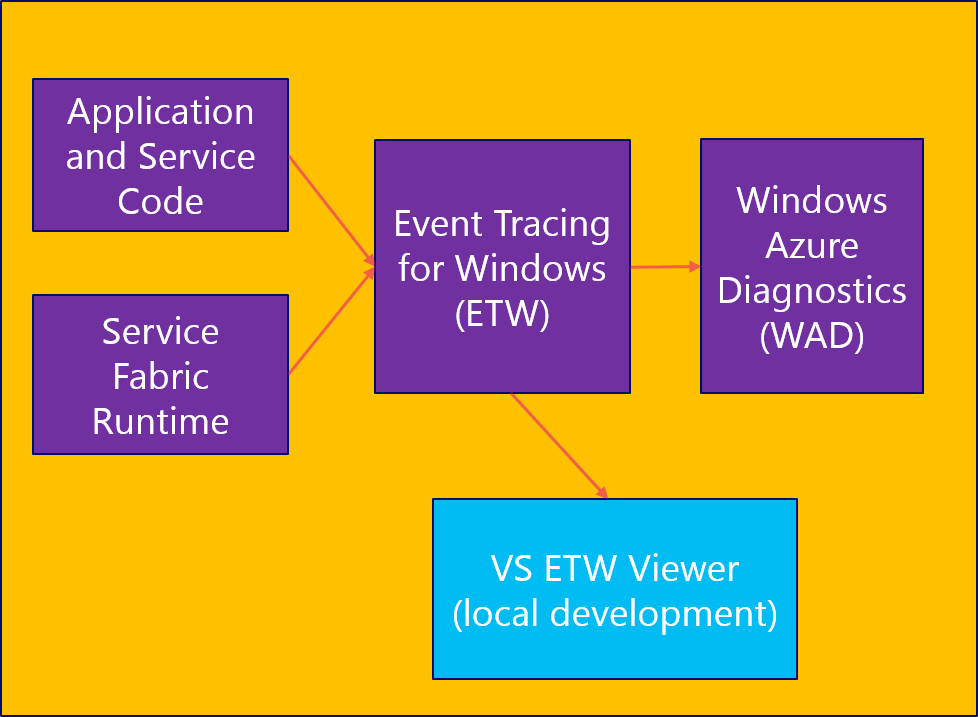 Application
and Service
Code
Service
Fabric
Runtime
Event Tracing
for Windows
(ETW)
Windows
Azure
Diagnostics
(WAD)
VS ETW Viewer
(local development)